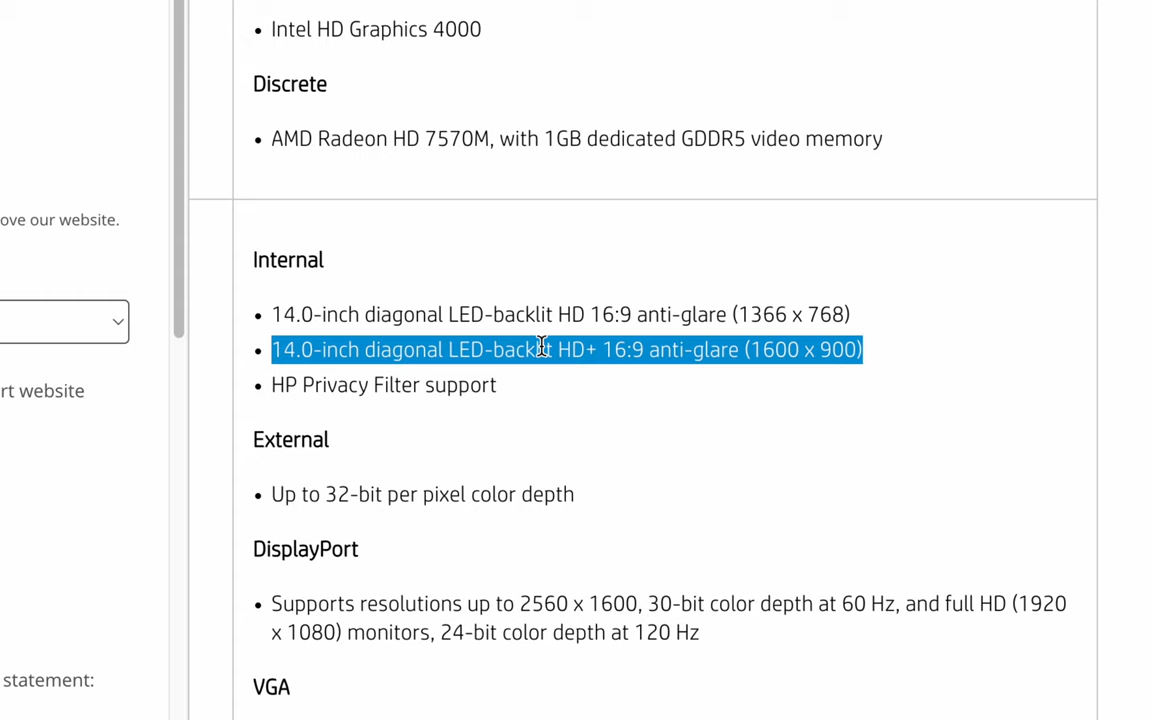 • Intel HD Graphics 4000
Discrete
• AMD Radeon HD 7570M, with 1GB dedicated GDDR5 video memory
ove our website.
Internal
• 14.0-inch diagonal LED-backlit HD 16:9 anti-glare (1366 x 768)
• 14.0-inch diagonal LED-backlit HD+ 16:9 anti-glare (1600 x 900)
• HP Privacy Filter support
rt website
External
• Up to 32-bit per pixel color depth
DisplayPort
• Supports resolutions up to 2560 x 1600, 30-bit color depth at 60 Hz, and full HD (1920
x 1080) monitors, 24-bit color depth at 120 Hz
statement:
VGA